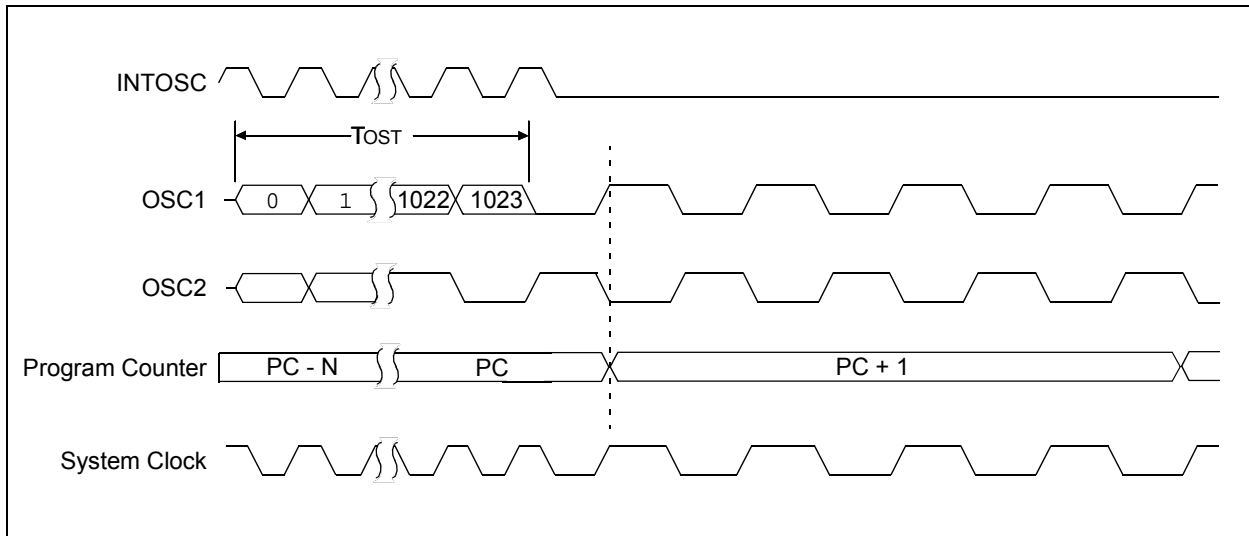 INTOSC
TOST
OSC1 0 1 1022 1023
OSC2
Program Counter PC - N PC PC + 1
System Clock